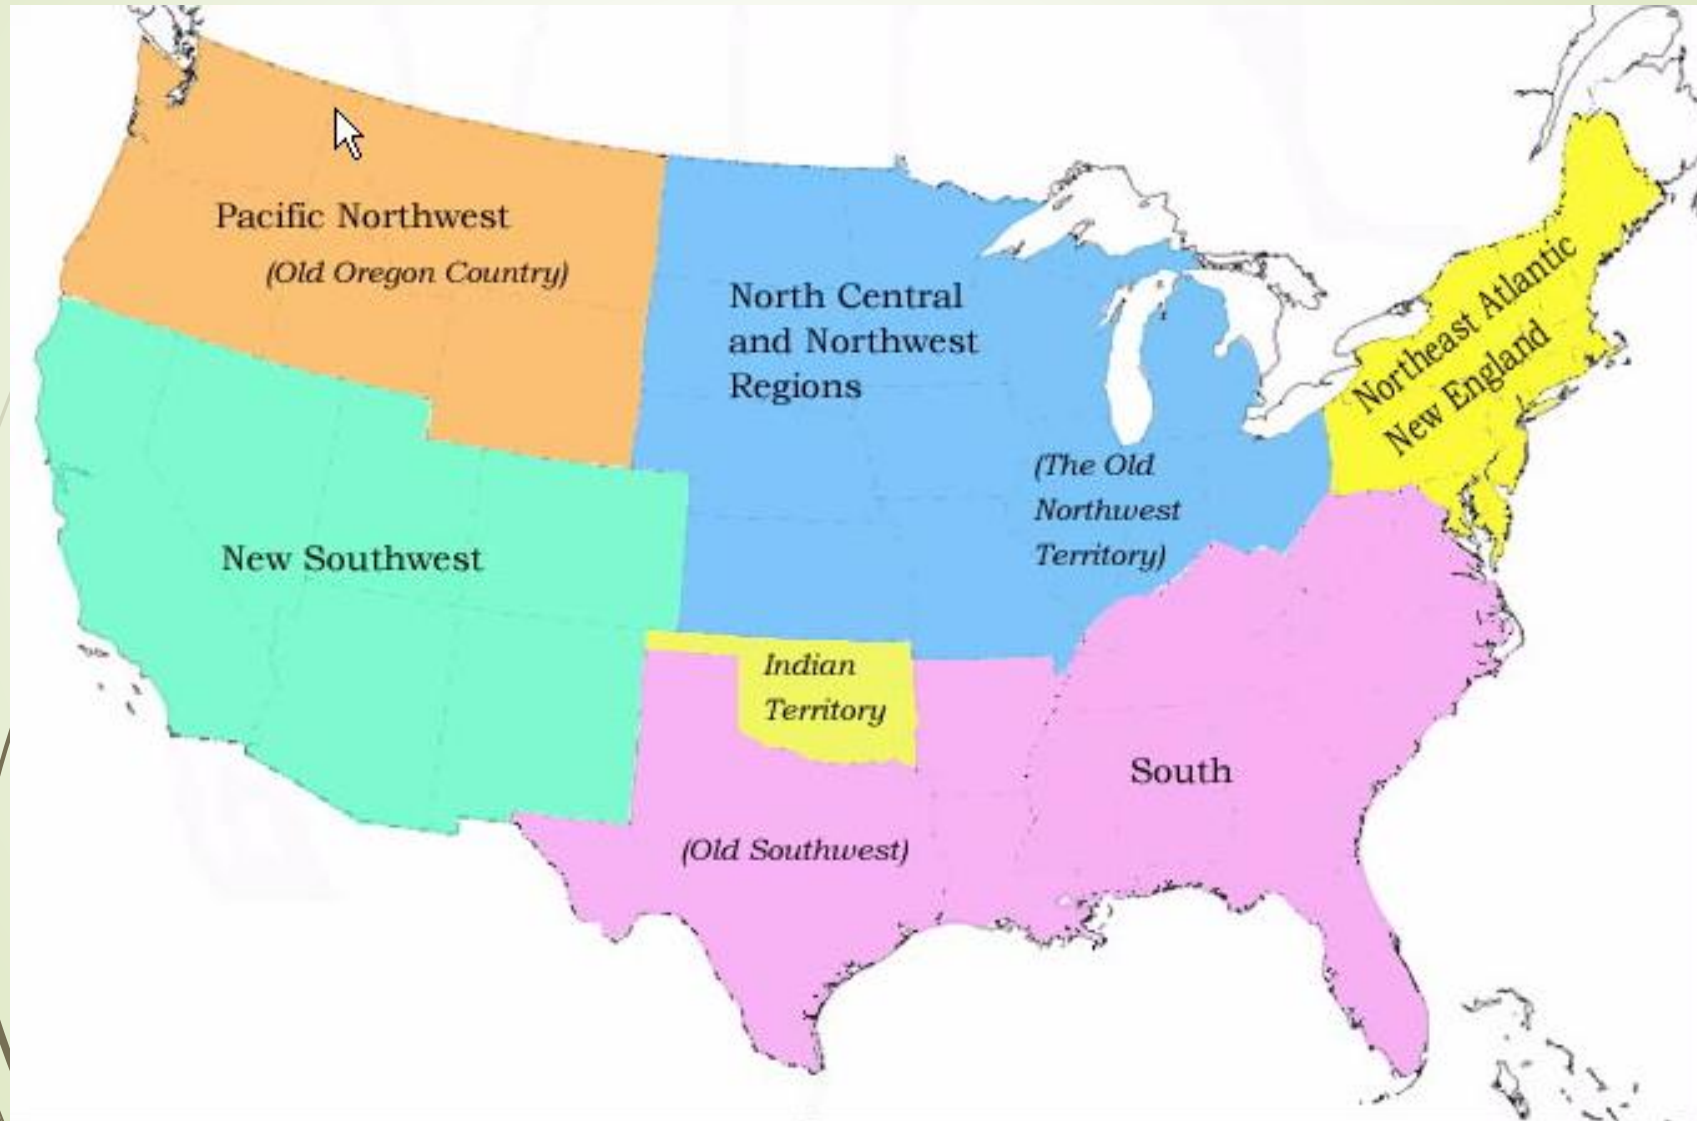 Pacific Northwest
(Old Oregon Country)
North Central
and Northwest
Regions
(The Old
Northwest
Territory)
Northeast Atlantic
New England
New Southwest
Indian
Territory
South
(Old Southwest)